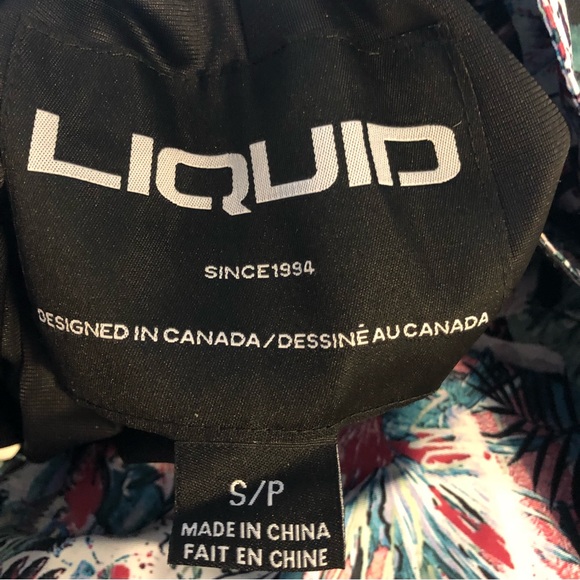 LIQUID
SINCE1994
DESIGNED IN CANADA/DESSINÉ AU CANADA
S/P
MADE IN CHINA
FAIT EN CHINE